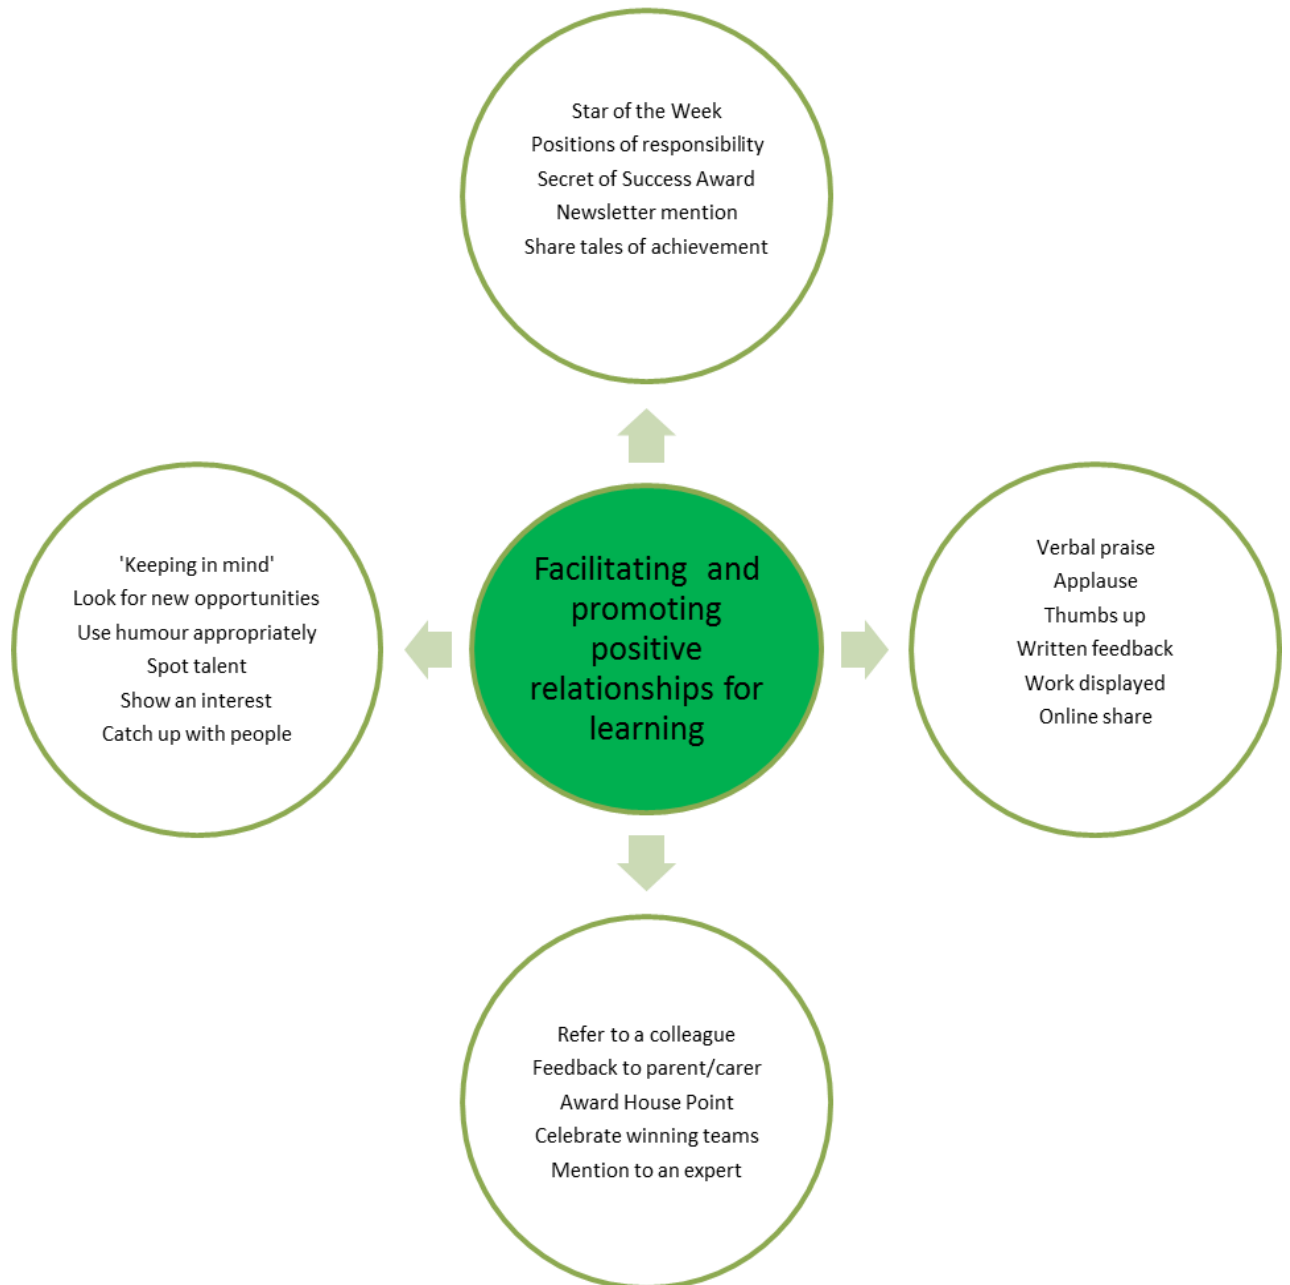 Star of the Week
Positions of responsibility
Secret of Success Award
Newsletter mention
Share tales of achievement
'Keeping in mind'
Look for new opportunities
Use humour appropriately
Spot talent
Show an interest
Catch up with people
Facilitating and
promoting
positive
relationships for
learning
Verbal praise
Applause
Thumbs up
Written feedback
Work displayed
Online share
Refer to a colleague
Feedback to parent/carer
Award House Point
Celebrate winning teams
Mention to an expert